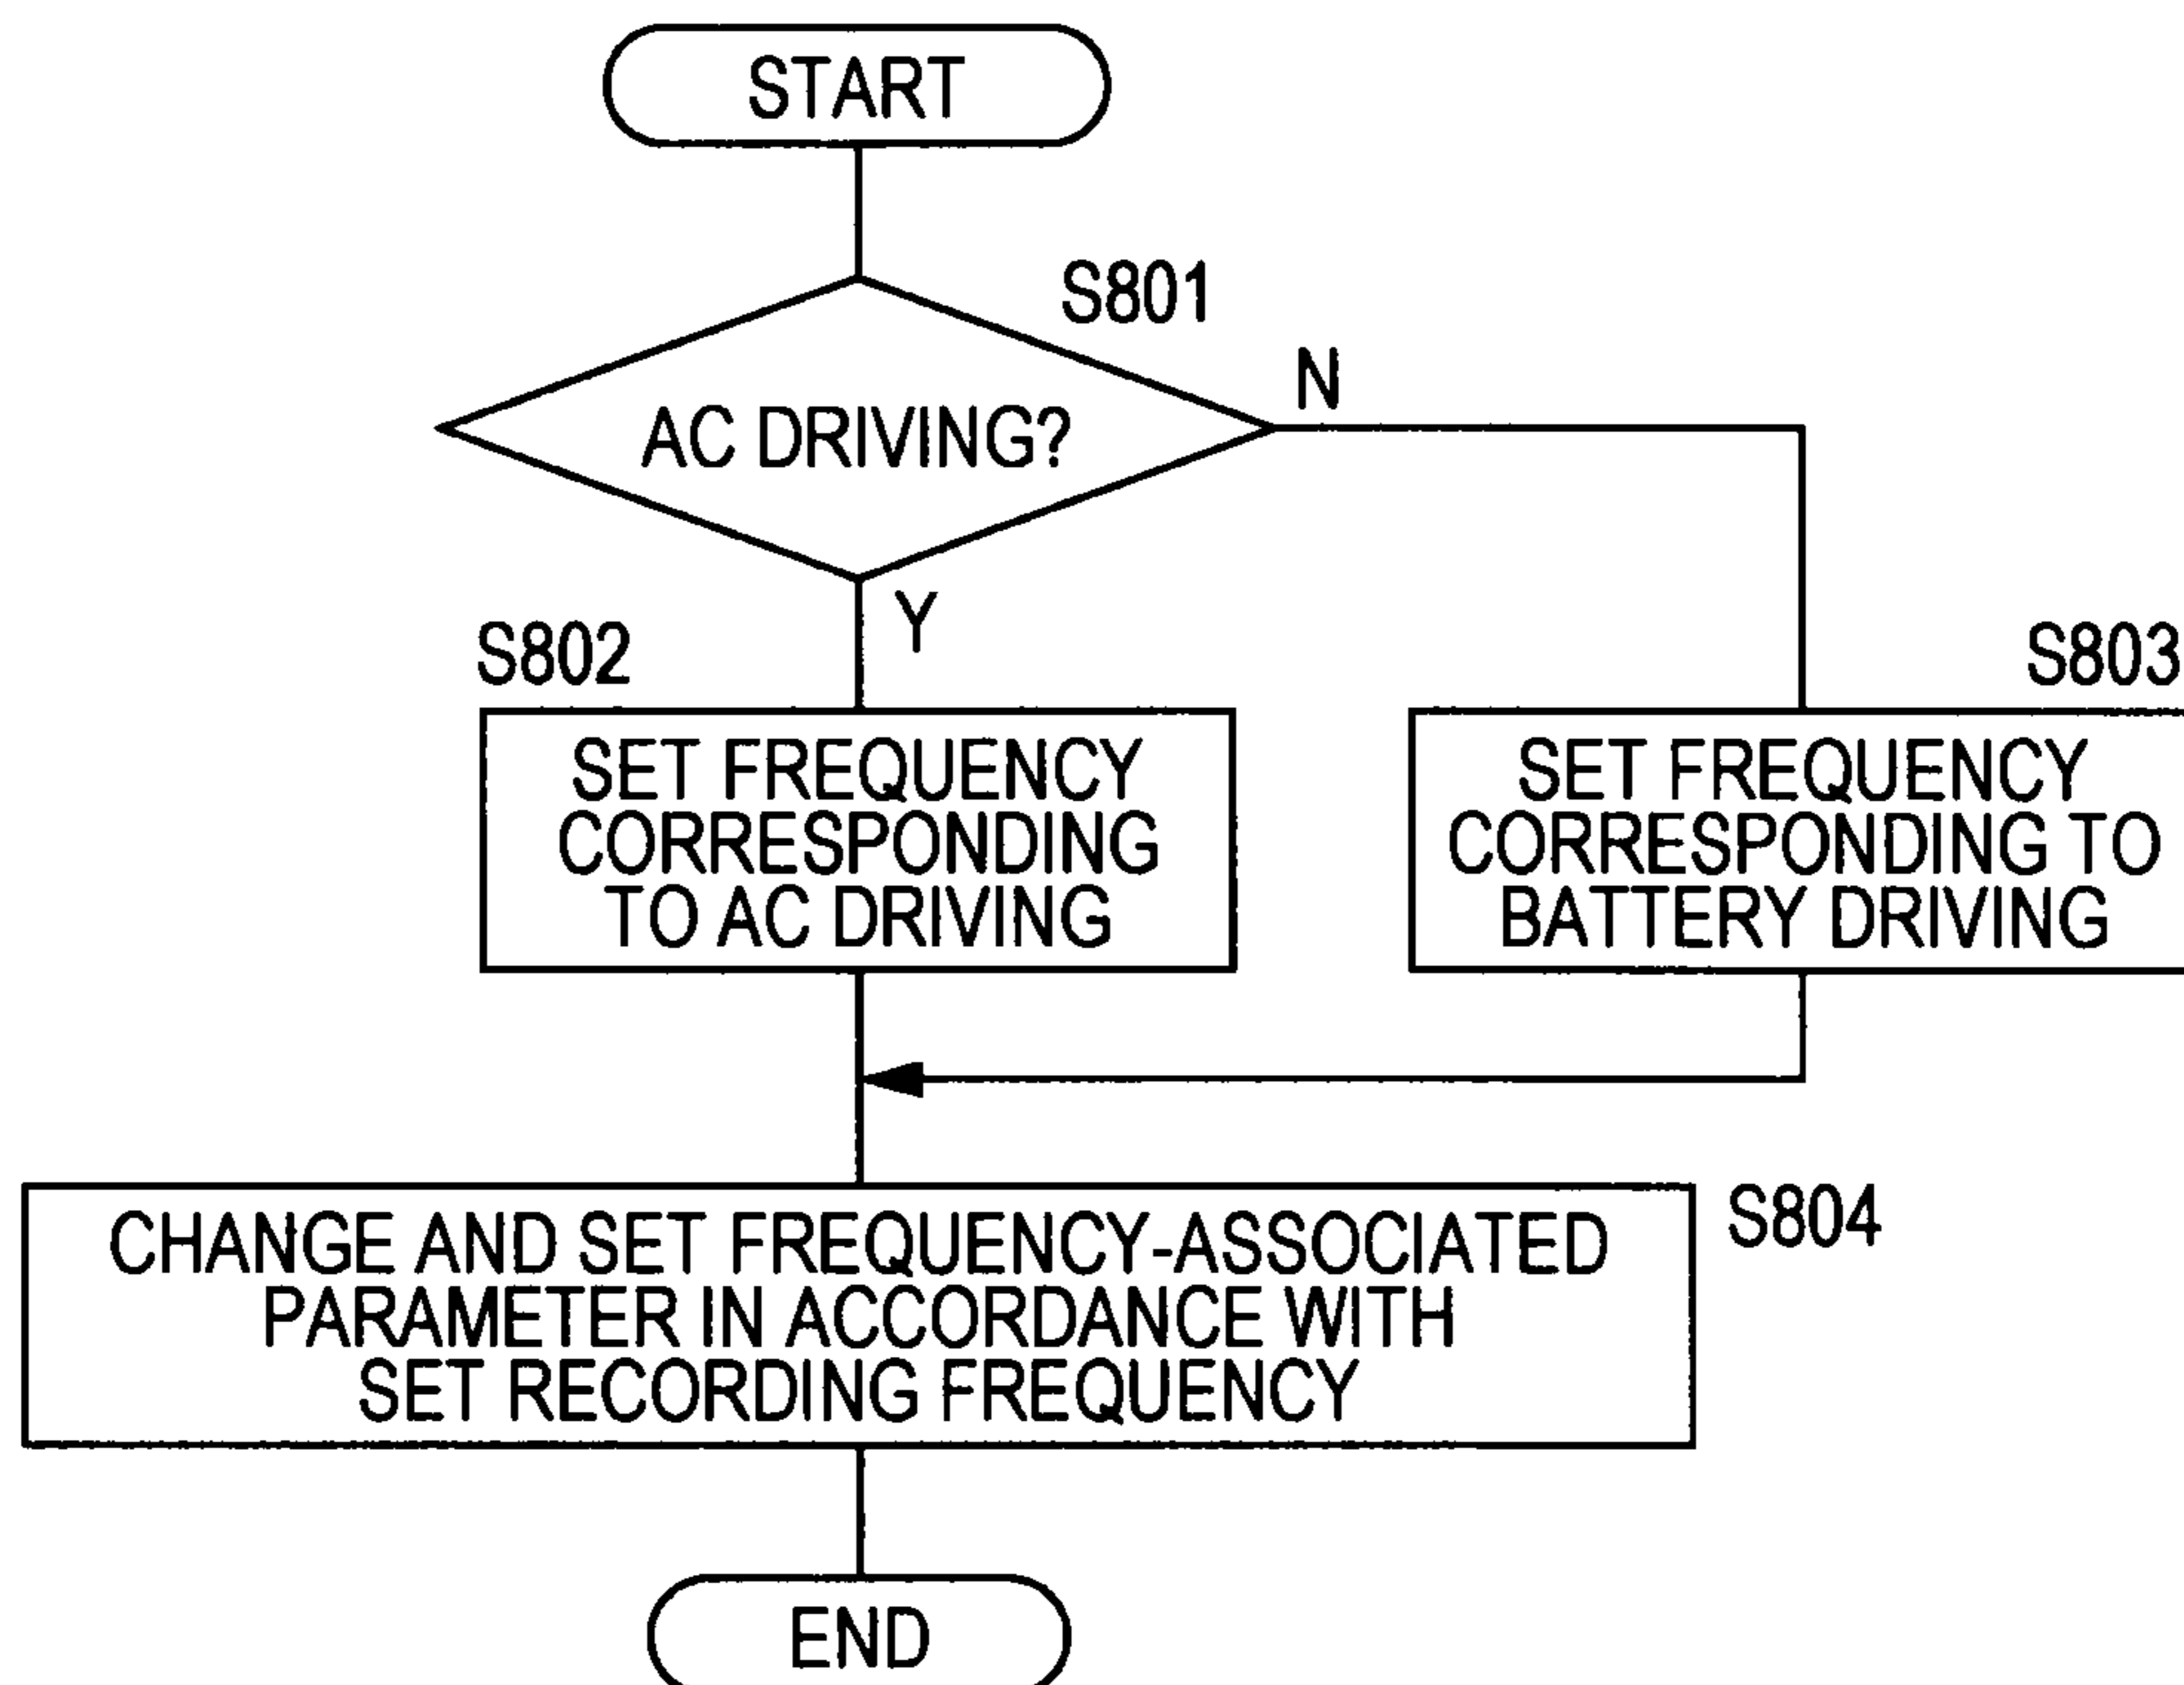 START
S801
AC DRIVING?
N
Y
S802
SET FREQUENCY
CORRESPONDING
TO AC DRIVING
S803
SET FREQUENCY
CORRESPONDING TO
BATTERY DRIVING
S804
CHANGE AND SET FREQUENCY-ASSOCIATED
PARAMETER IN ACCORDANCE WITH
SET RECORDING FREQUENCY
END